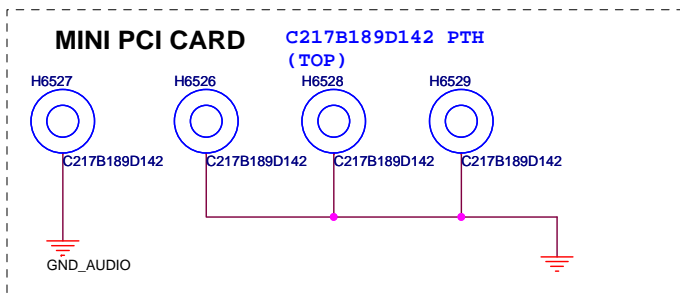 MINI PCI CARD
C217B189D142 PTH
(TOP)
H6527
H6526
H6528
H6529
C217B189D142
C217B189D142
C217B189D142
C217B189D142
GND_AUDIO